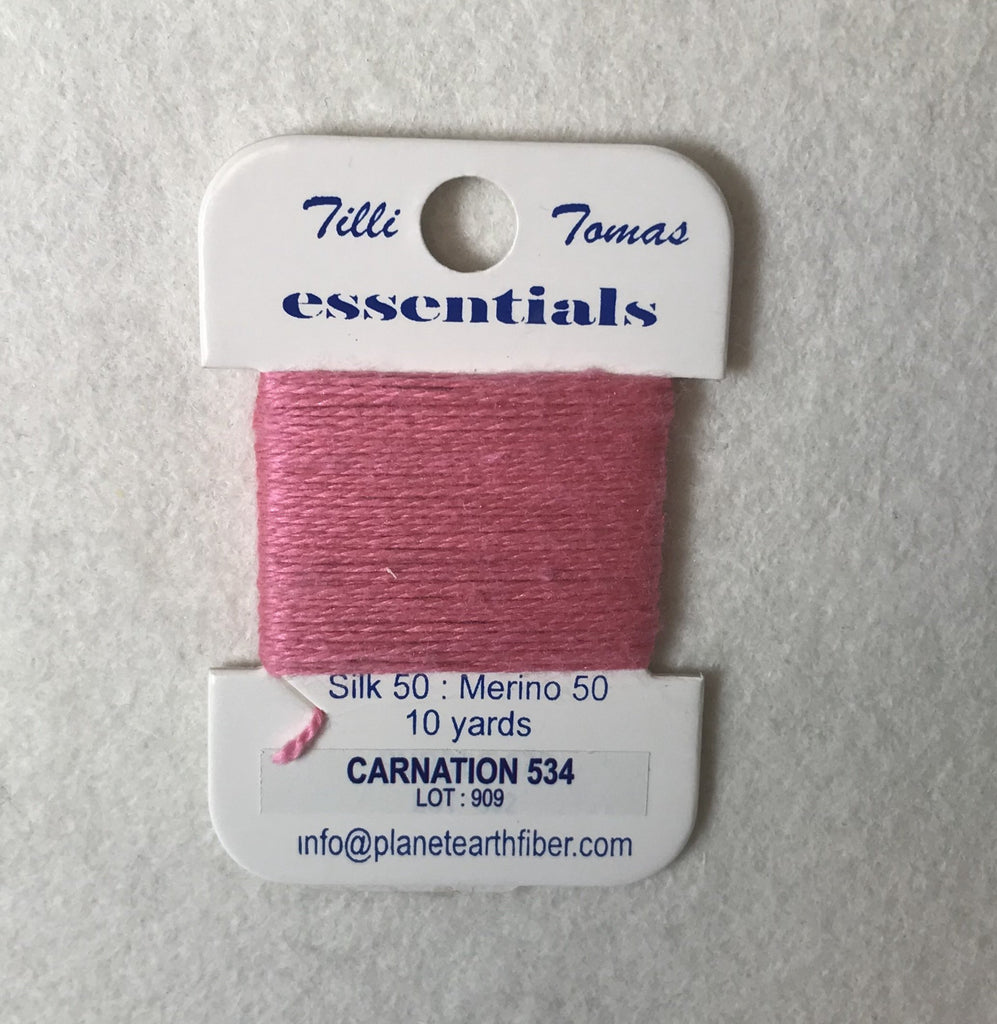 Tilli Tomas
essentials
Silk 50 : Merino 50
10 yards
CARNATION 534
LOT : 909
info@planetearthfiber.com